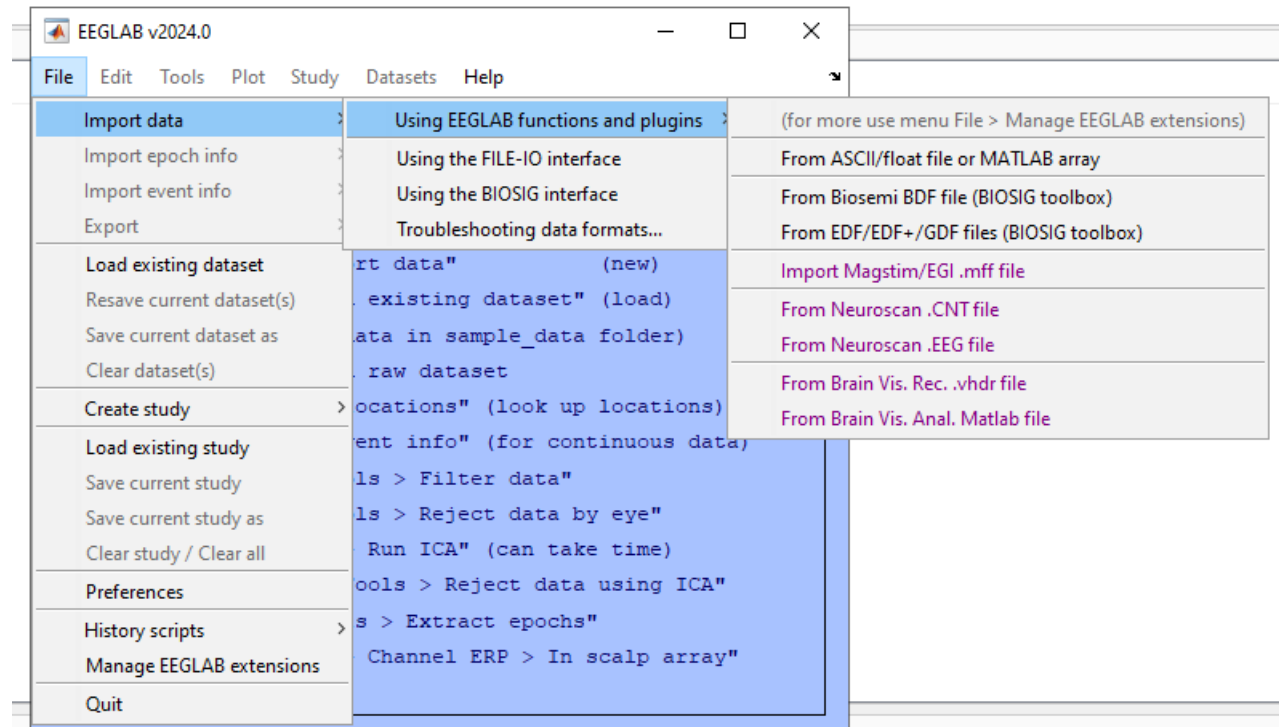 EEGLAB v2024.0
File Edit Tools Plot Study Datasets Help
Import data
Import epoch info
Import event info
Export
Load existing dataset
Resave current dataset(s)
Save current dataset as
Clear dataset(s)
Create study
Load existing study
Save current study
Save current study as
Clear study / Clear all
Preferences
History scripts
Manage EEGLAB extensions
Quit
Using EEGLAB functions and plugins
Using the FILE-IO interface
Using the BIOSIG interface
Troubleshooting data formats...
(for more use menu File > Manage EEGLAB extensions)
From ASCII/float file or MATLAB array
From Biosemi BDF file (BIOSIG toolbox)
From EDF/EDF+/GDF files (BIOSIG toolbox)
Import Magstim/EGI .mff file
From Neuroscan .CNT file
From Neuroscan .EEG file
From Brain Vis. Rec. .vhdr file
From Brain Vis. Anal. Matlab file
rt data" (new)
existing dataset" (load)
ata in sample_data folder)
raw dataset
ocations" (look up locations)
ent info" (for continuous data)
ls > Filter data"
ls > Reject data by eye"
Run ICA" (can take time)
ools > Reject data using ICA"
s > Extract epochs"
Channel ERP > In scalp array"